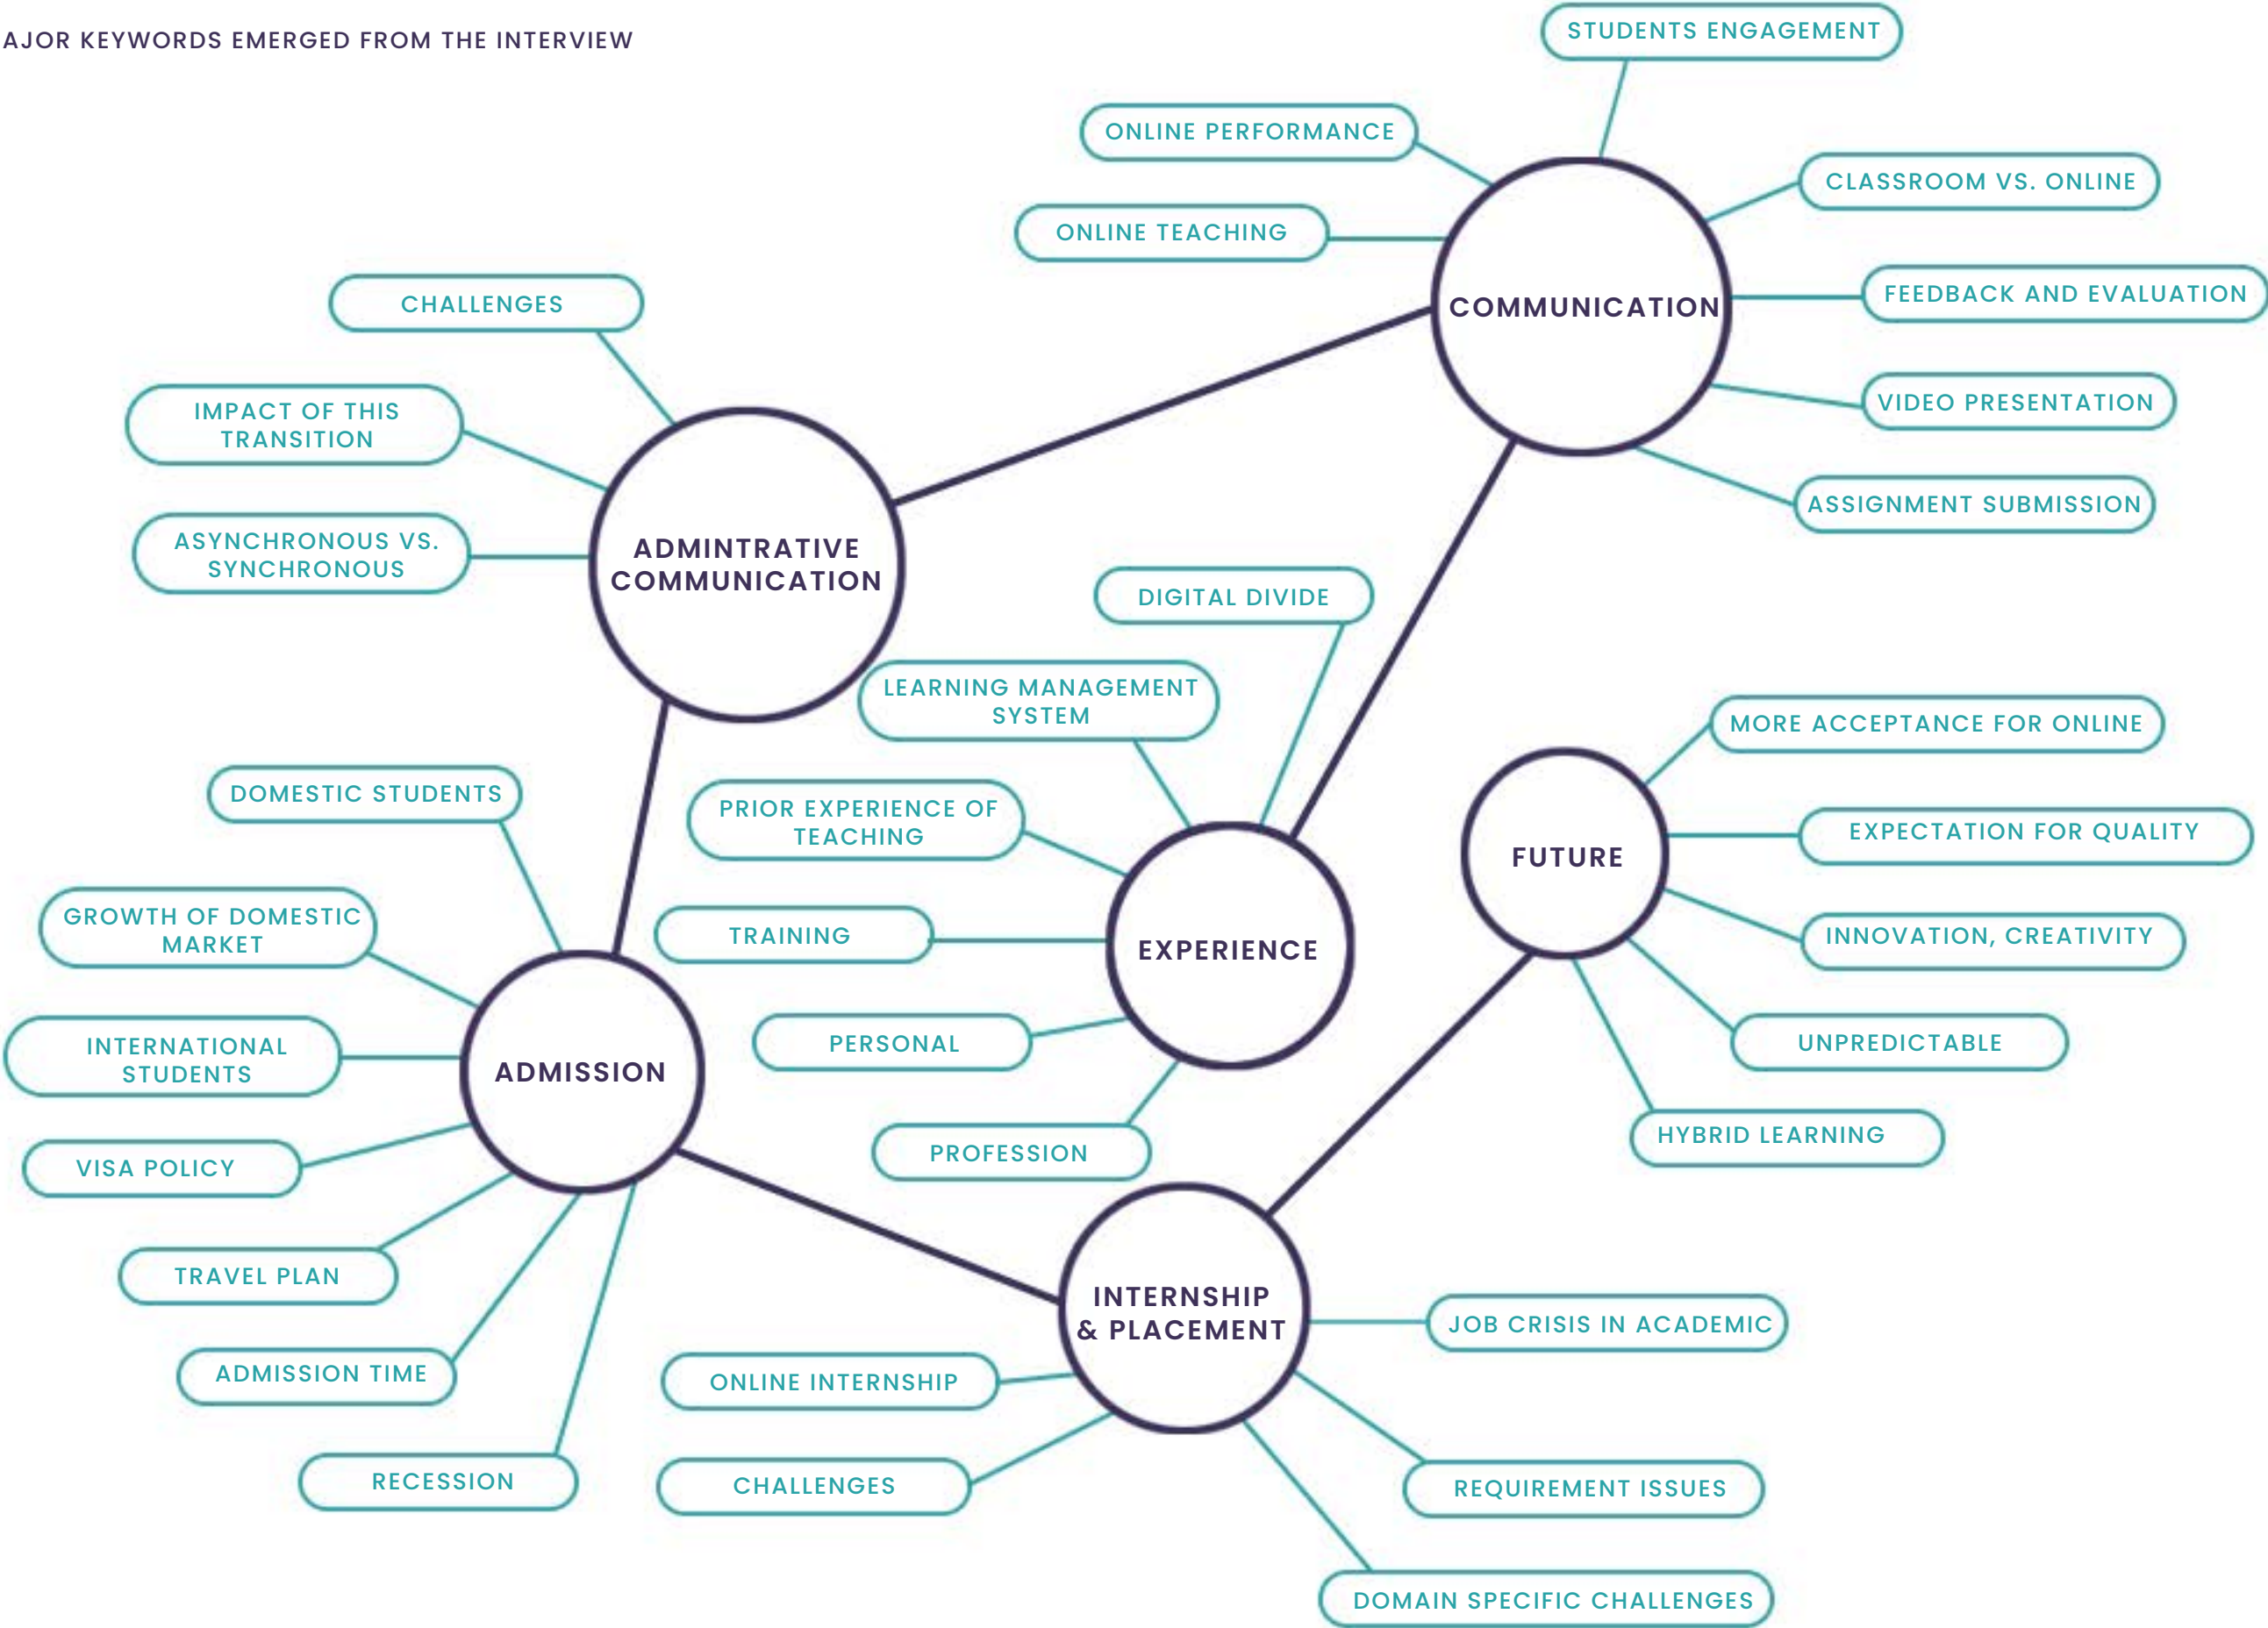 AJOR KEYWORDS EMERGED FROM THE INTERVIEW
STUDENTS ENGAGEMENT
ONLINE PERFORMANCE
CLASSROOM VS. ONLINE
ONLINE TEACHING
FEEDBACK AND EVALUATION
COMMUNICATION
VIDEO PRESENTATION
ASSIGNMENT SUBMISSION
CHALLENGES
IMPACT OF THIS
TRANSITION
ASYNCHRONOUS VS.
SYNCHRONOUS
ADMINTRATIVE
COMMUNICATION
DIGITAL DIVIDE
LEARNING MANAGEMENT
SYSTEM
PRIOR EXPERIENCE OF
TEACHING
TRAINING
EXPERIENCE
PERSONAL
PROFESSION
MORE ACCEPTANCE FOR ONLINE
EXPECTATION FOR QUALITY
FUTURE
INNOVATION, CREATIVITY
UNPREDICTABLE
HYBRID LEARNING
DOMESTIC STUDENTS
GROWTH OF DOMESTIC
MARKET
INTERNATIONAL
STUDENTS
ADMISSION
VISA POLICY
TRAVEL PLAN
ADMISSION TIME
RECESSION
INTERNSHIP
& PLACEMENT
JOB CRISIS IN ACADEMIC
ONLINE INTERNSHIP
CHALLENGES
REQUIREMENT ISSUES
DOMAIN SPECIFIC CHALLENGES